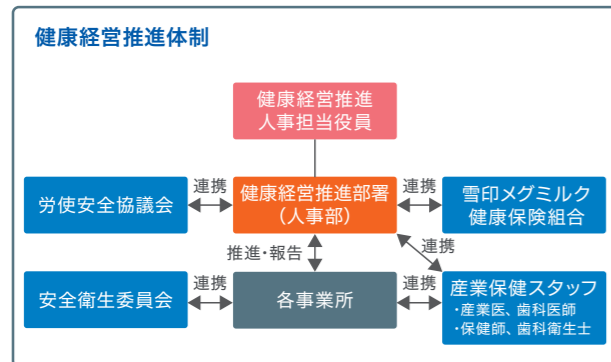 健康経営推進体制
健康経営推進
人事担当役員
労使安全協議会
連携
健康経営推進部署
（人事部）
連携
雪印メグミルク
健康保険組合
推進・報告
連携
安全衛生委員会
連携
各事業所
連携
産業保健スタッフ
・産業医、歯科医師
・保健師、歯科衛生士